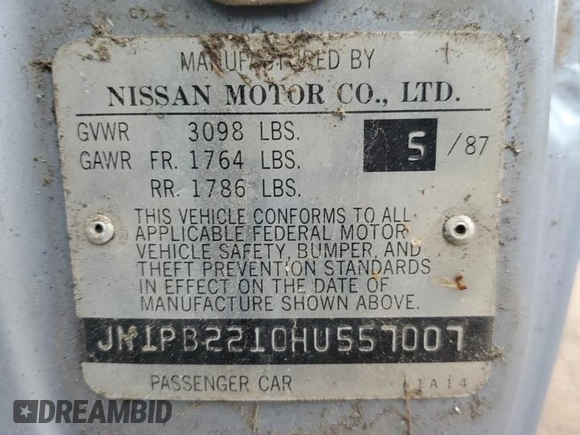 MANUFACTURED BY
NISSAN MOTOR CO., LTD.
GVWR 3098 LBS.
GAWR FR. 1764 LBS. 5 /87
RR. 1786 LBS.
THIS VEHICLE CONFORMS TO ALL
APPLICABLE FEDERAL MOTOR
VEHICLE SAFETY, BUMPER, AND
THEFT PREVENTION STANDARDS
IN EFFECT ON THE DATE OF
MANUFACTURE SHOWN ABOVE.
JN1PB2210HU557007
PASSENGER CAR
DREAMBID